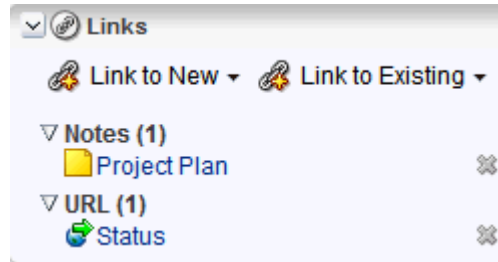 Links
Link to New Link to Existing
Notes (1)
Project Plan
URL (1)
Status